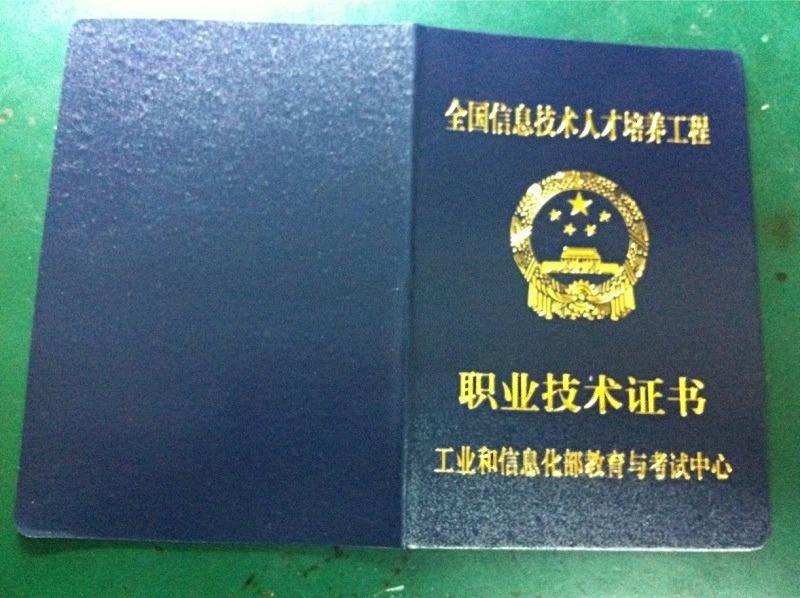 全国信息技术人才培养工程
职业技术证书
工业和信息化部教育与考试中心